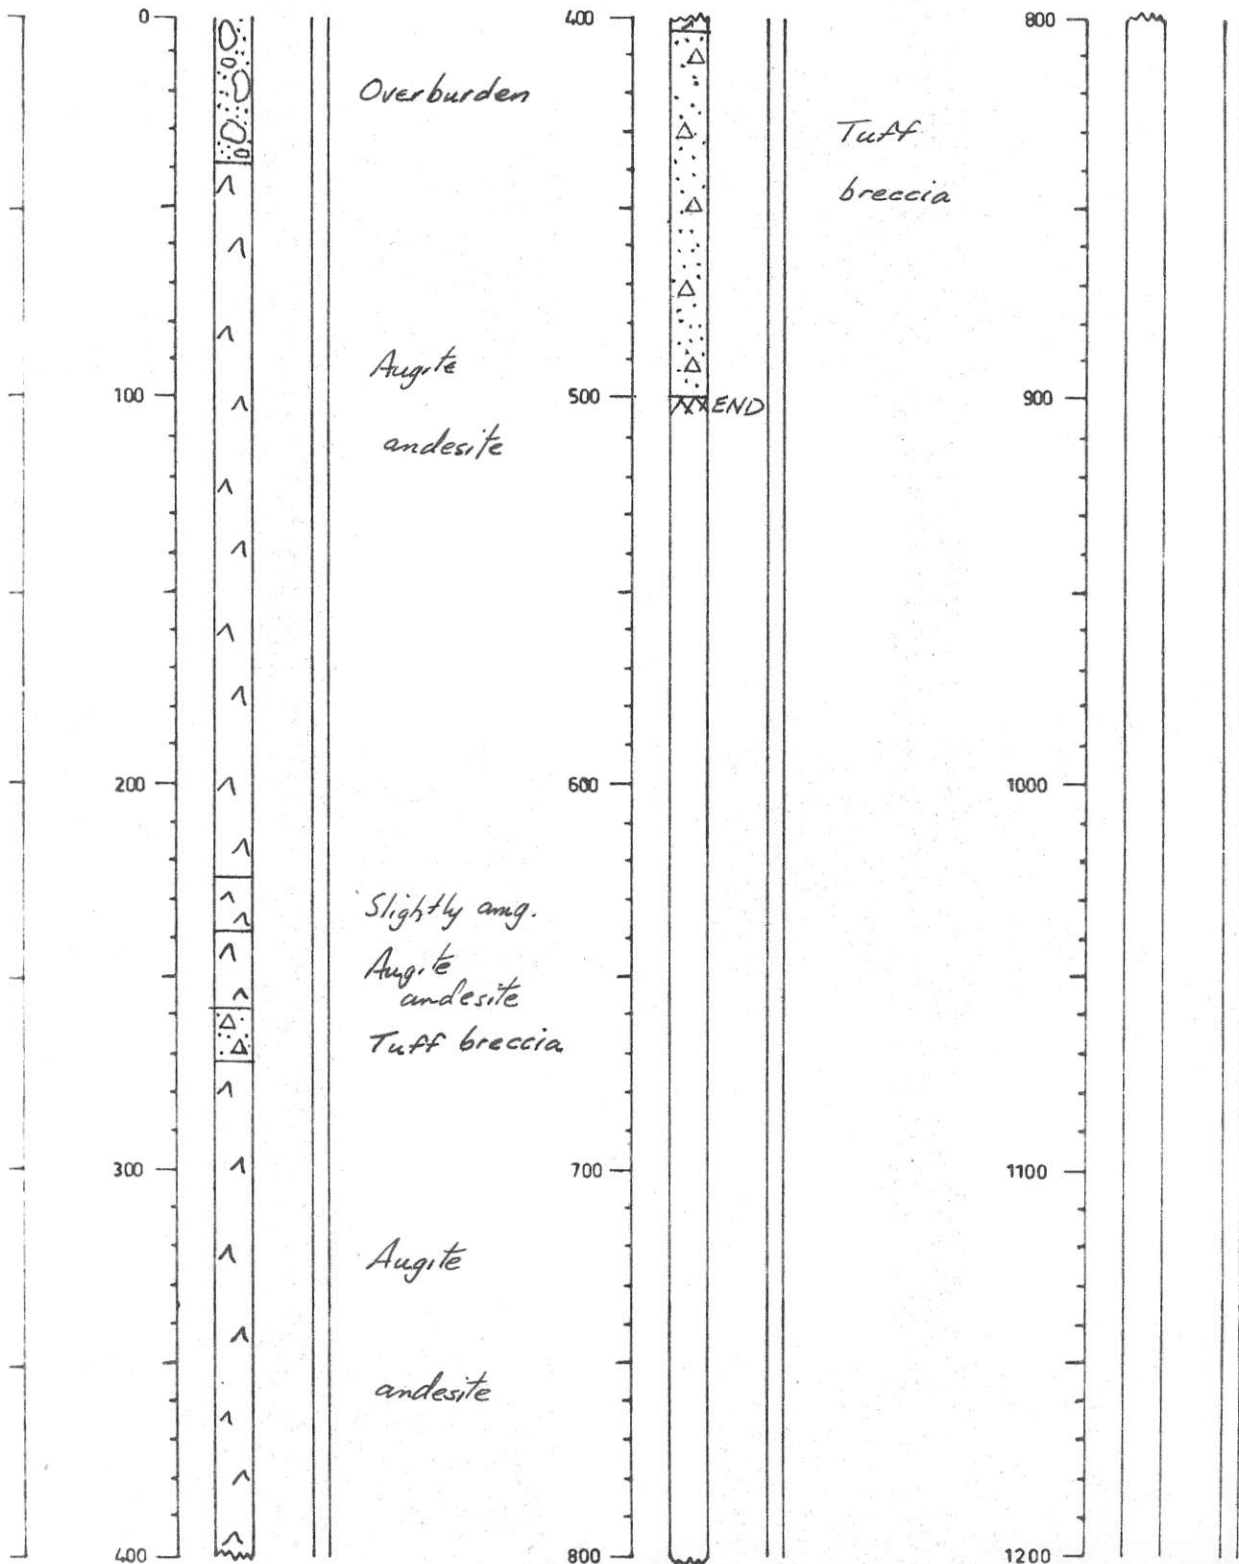 0
Overburden
Augite
100
andesite
200
Slightly amg.
Augite
andesite
Tuff breccia
300
Augite
andesite
400
400
Tuff
breccia
500
END
600
700
800
800
900
1000
1100
1200